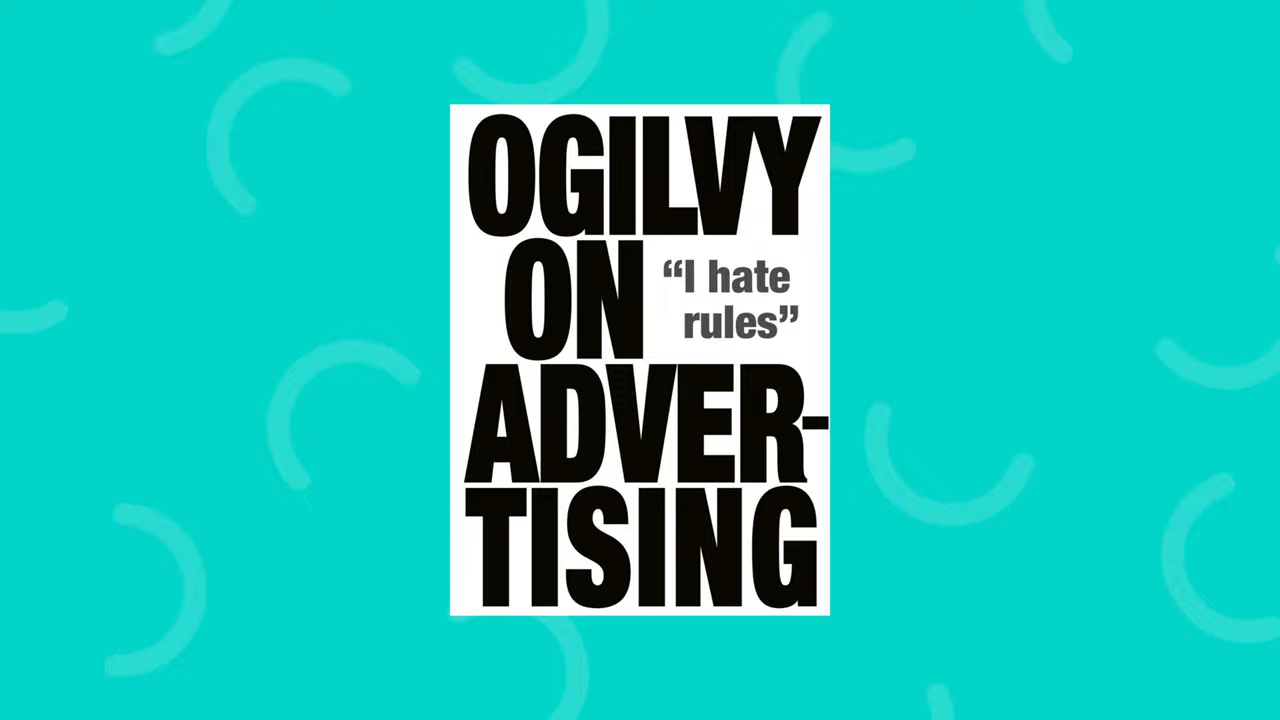 OGILVY
ON
“I hate
rules”
ADVER-
TISING